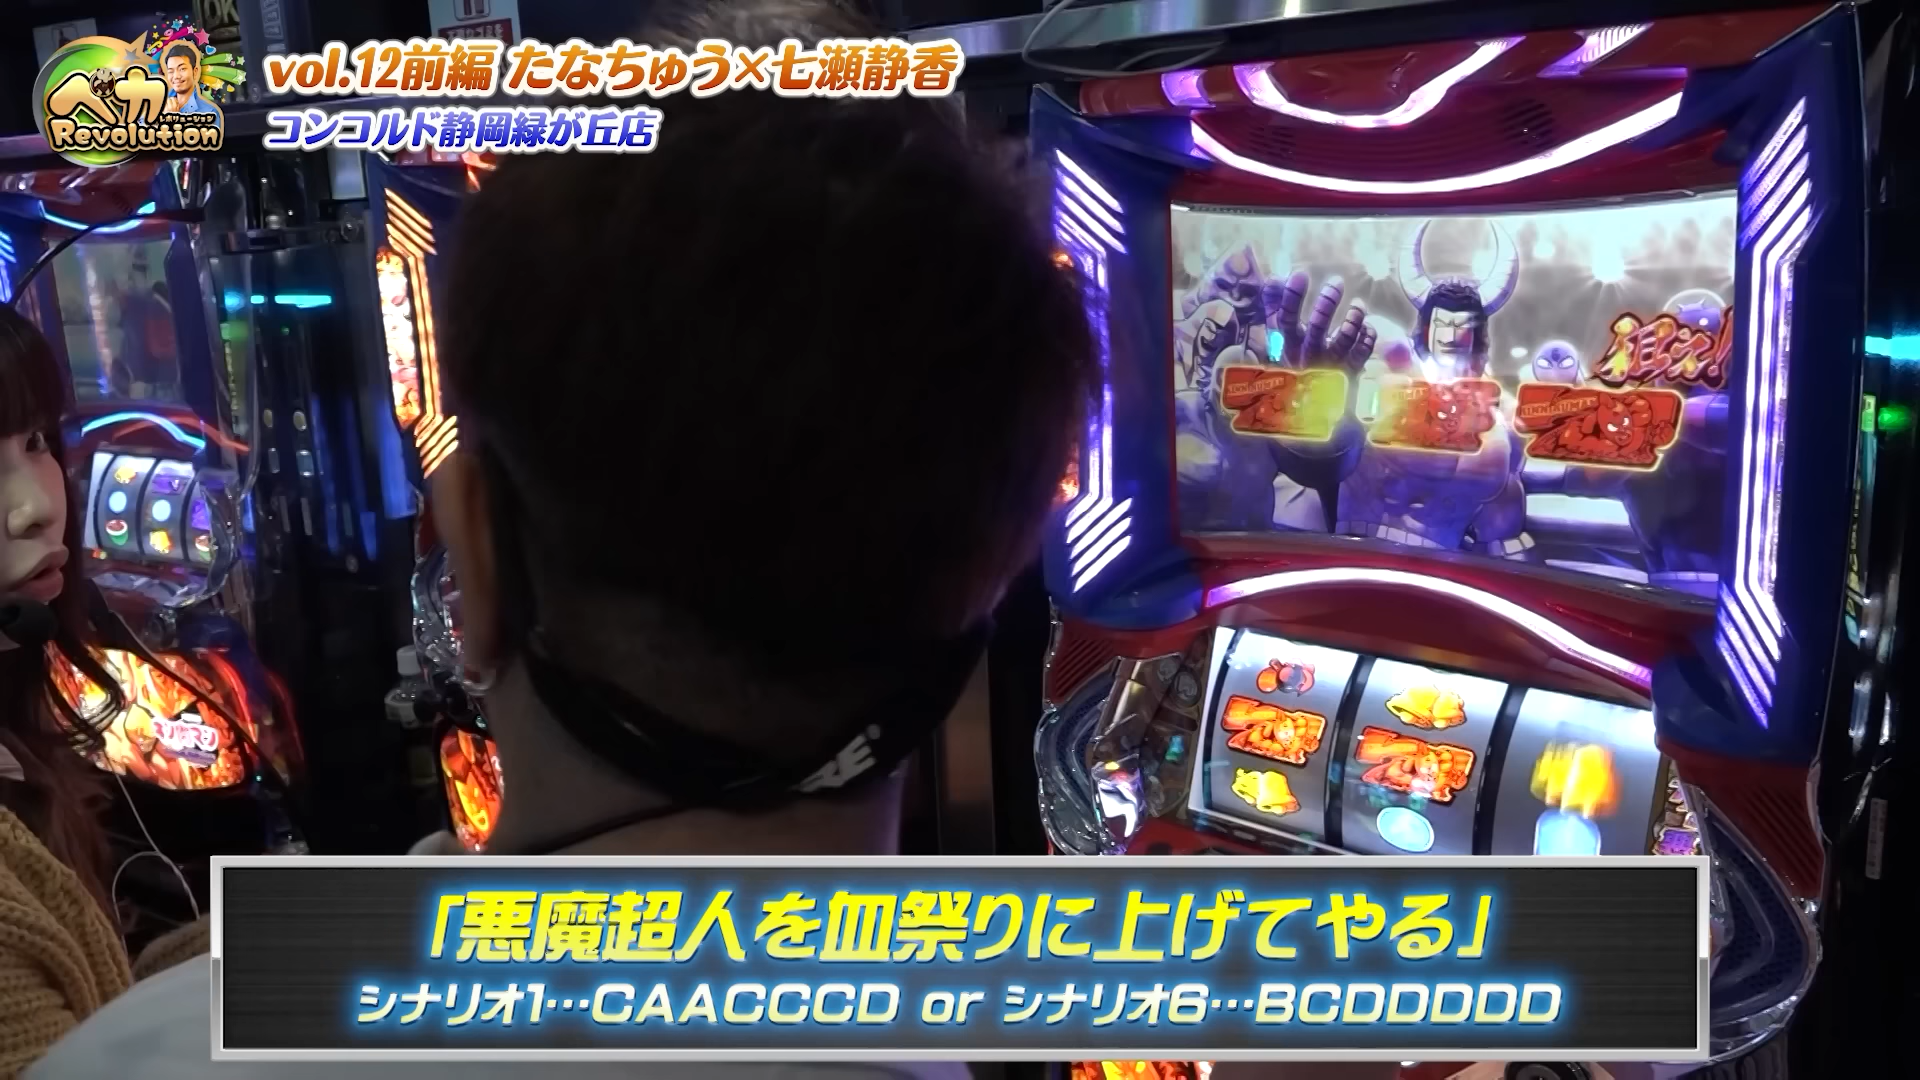 vol.12前編 たなちゅう×七瀬静香
コンコルド静岡緑が丘店
ペカ
レボリューション
Revolution
狙え!
KINNIKUMAN
「悪魔超人を血祭りに上げてやる」
シナリオ1…CAACCCD or シナリオ6…BCDDDDD